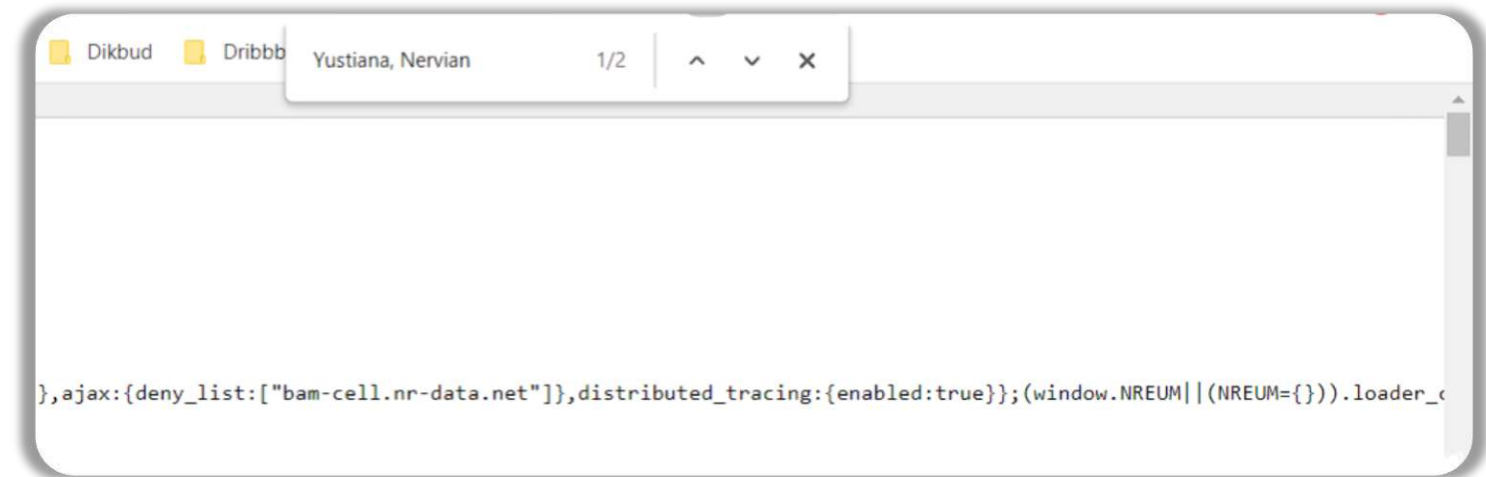 Dikbud Dribbb
Yustiana, Nervian 1/2
},ajax:{deny_list:["bam-cell.nr-data.net"]},distributed_tracing:{enabled:true}};(window.NREUM||(NREUM={})).loader_c